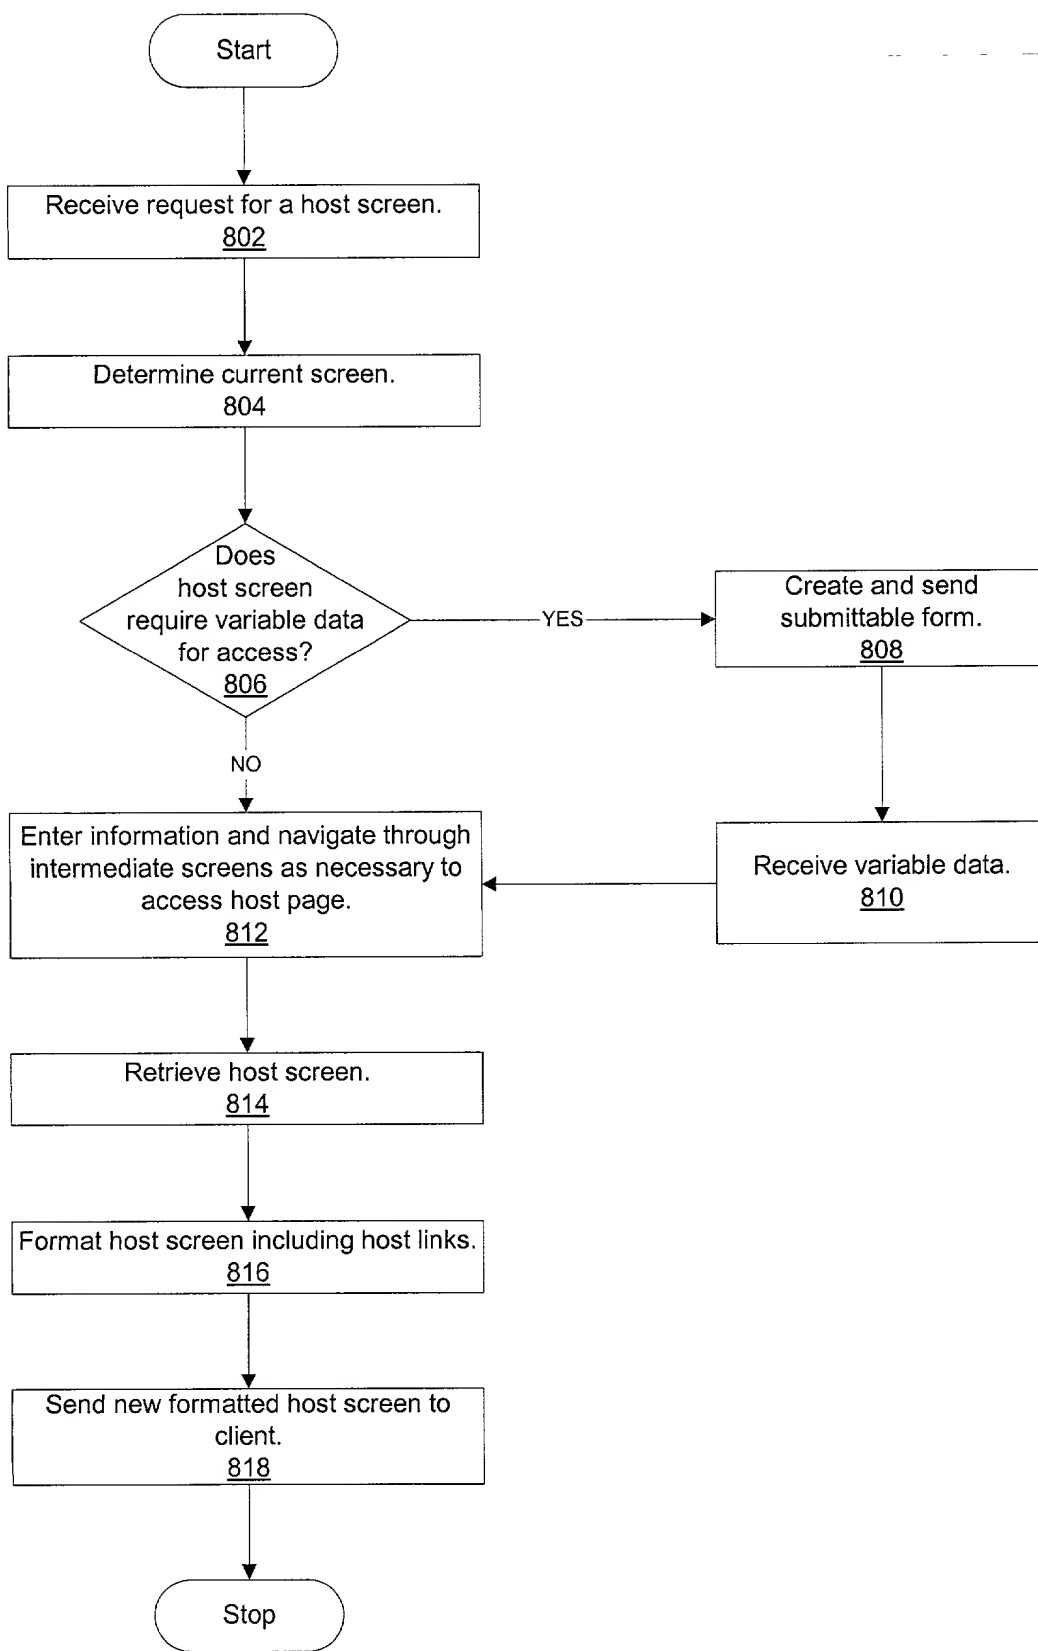 Start
Receive request for a host screen.
802
Determine current screen.
804
Does
host screen
require variable data
for access?
806
YES
Create and send
submittable form.
808
NO
Enter information and navigate through
intermediate screens as necessary to
access host page.
812
Receive variable data.
810
Retrieve host screen.
814
Format host screen including host links.
816
Send new formatted host screen to
client.
818
Stop